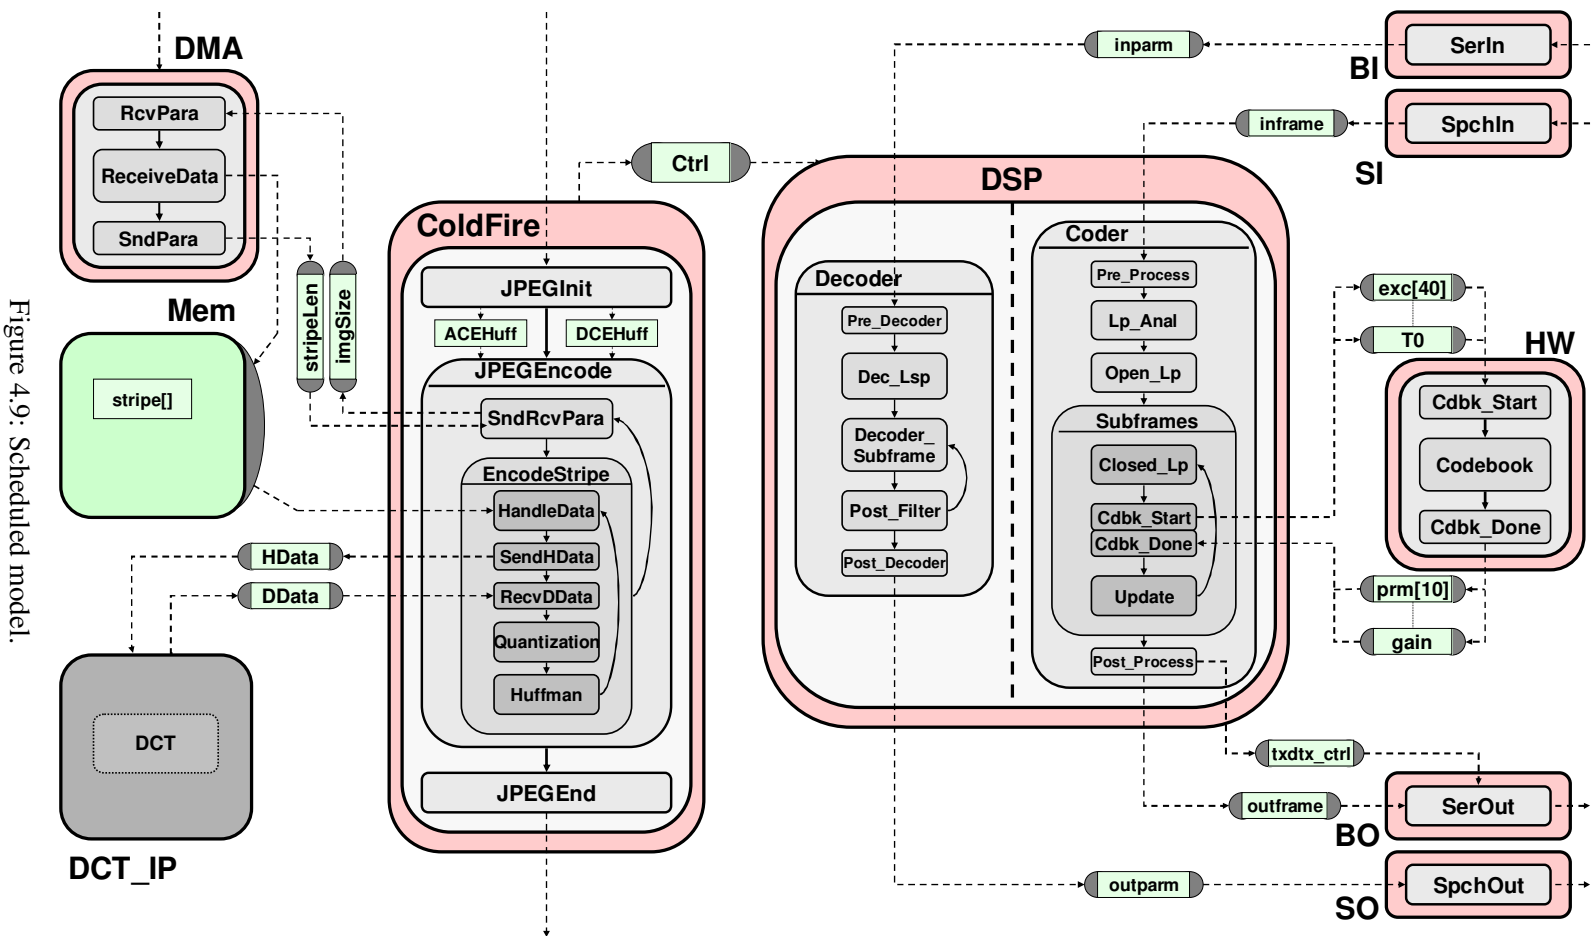 DMA
RcvPara
ReceiveData
SndPara
stripeLen
imgSize
Mem
stripe[]
HData
DData
DCT
DCT_IP
ColdFire
JPEGInit
ACEHuff
DCEHuff
JPEGEncode
SndRcvPara
EncodeStripe
HandleData
SendHData
RecvDData
Quantization
Huffman
JPEGEnd
Ctrl
DSP
Decoder
Pre_Decoder
Dec_Lsp
Decoder_
Subframe
Post_Filter
Post_Decoder
Coder
Pre_Process
Lp_Anal
Open_Lp
Subframes
Closed_Lp
Cdbk_Start
Cdbk_Done
Update
Post_Process
inparm
SerIn
BI
inframe
SpchIn
SI
exc[40]
T0
HW
Cdbk_Start
Codebook
Cdbk_Done
prm[10]
gain
txdtx_ctrl
outframe
SerOut
BO
outparm
SpchOut
SO
Figure 4.9: Scheduled model.